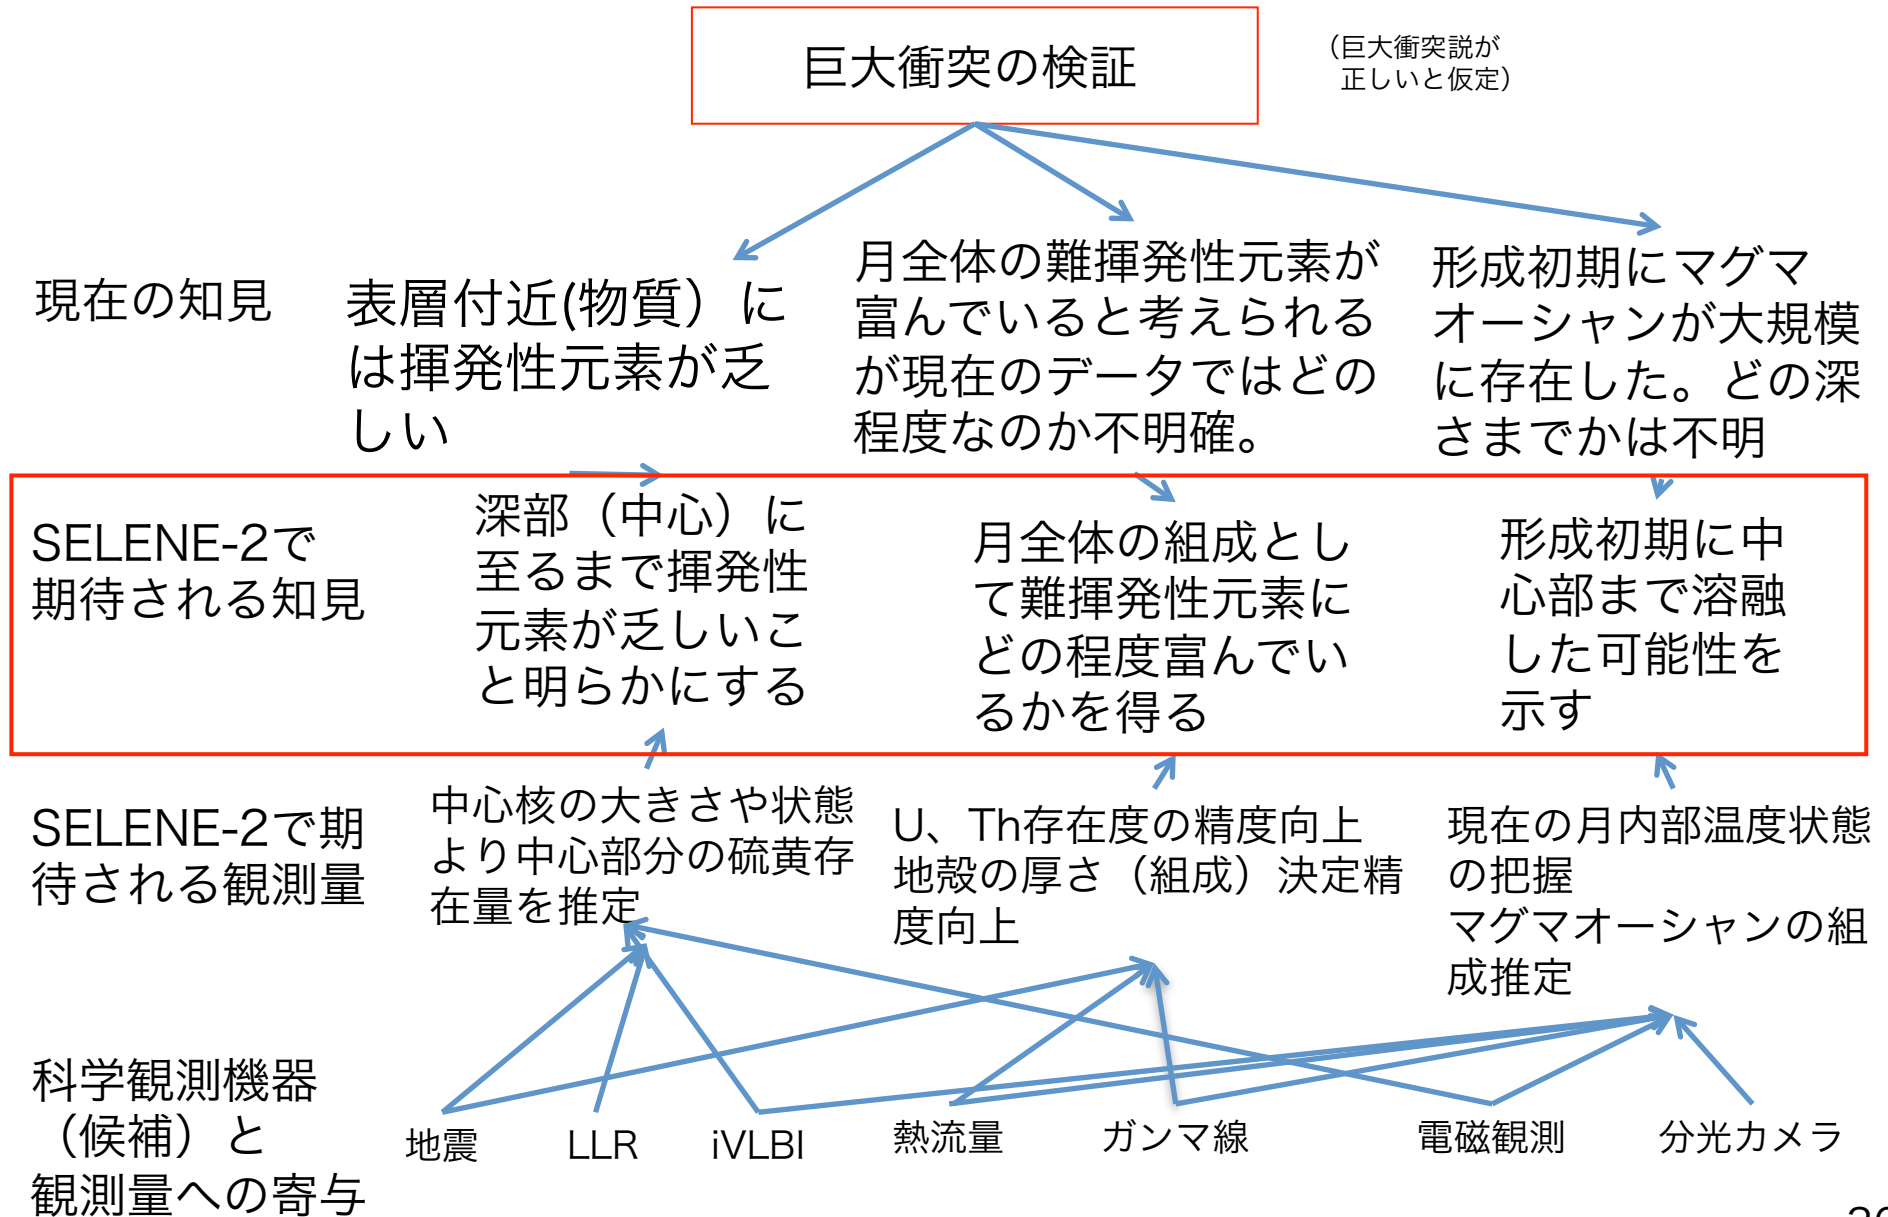 巨大衝突の検証
（巨大衝突説が
正しいと仮定）
現在の知見
表層付近(物質）に
は揮発性元素が乏
しい
月全体の難揮発性元素が
富んでいると考えられる
が現在のデータではどの
程度なのか不明確。
形成初期にマグマ
オーシャンが大規模
に存在した。どの深
さまでかは不明
SELENE-2で
期待される知見
深部（中心）に
至るまで揮発性
元素が乏しいこ
と明らかにする
月全体の組成とし
て難揮発性元素に
どの程度富んでい
るかを得る
形成初期に中
心部まで溶融
した可能性を
示す
SELENE-2で期
待される観測量
中心核の大きさや状態
より中心部分の硫黄存
在量を推定
U、Th存在度の精度向上
地殻の厚さ（組成）決定精
度向上
現在の月内部温度状態
の把握
マグマオーシャンの組
成推定
科学観測機器
（候補）と
観測量への寄与
地震
LLR
iVLBI
熱流量
ガンマ線
電磁観測
分光カメラ